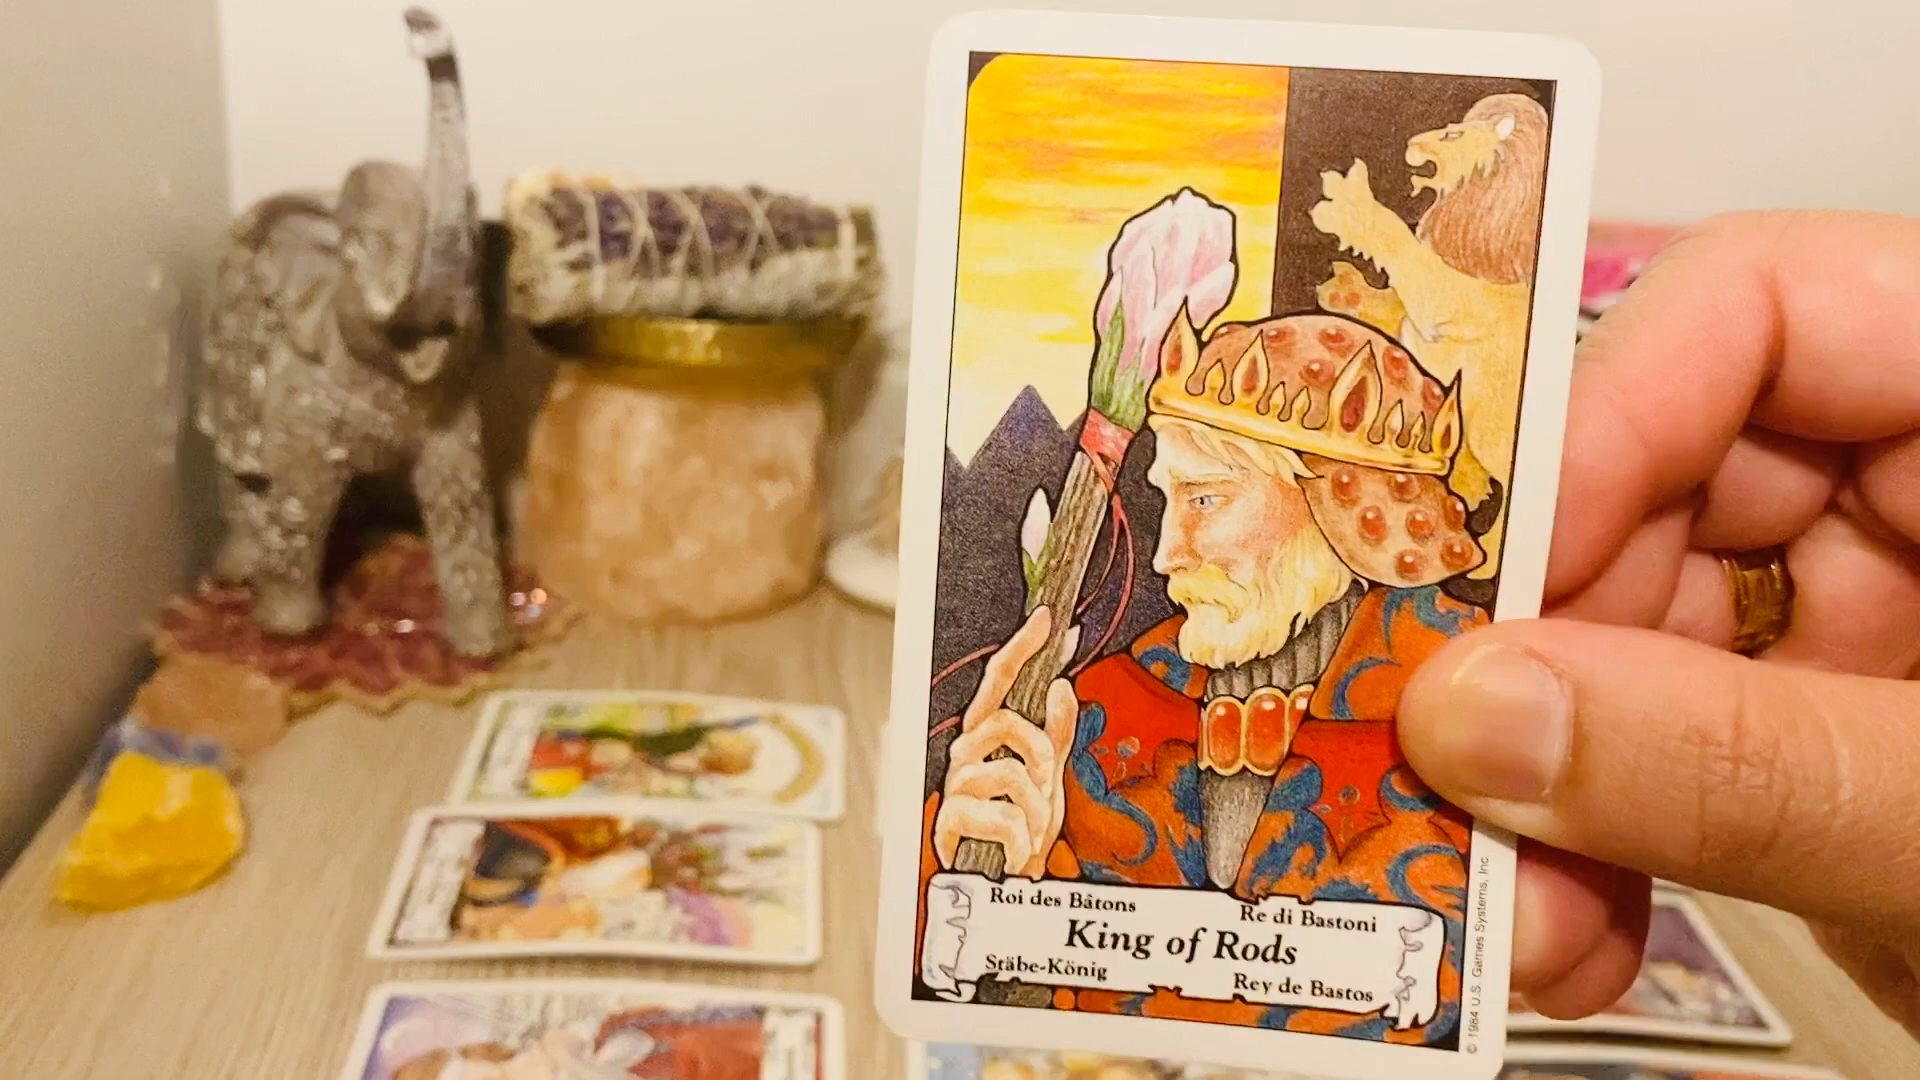 Roi des Bâtons
Re di Bastoni
King of Rods
Stäbe-König
Rey de Bastos
© 1984 U.S. Games Systems, Inc